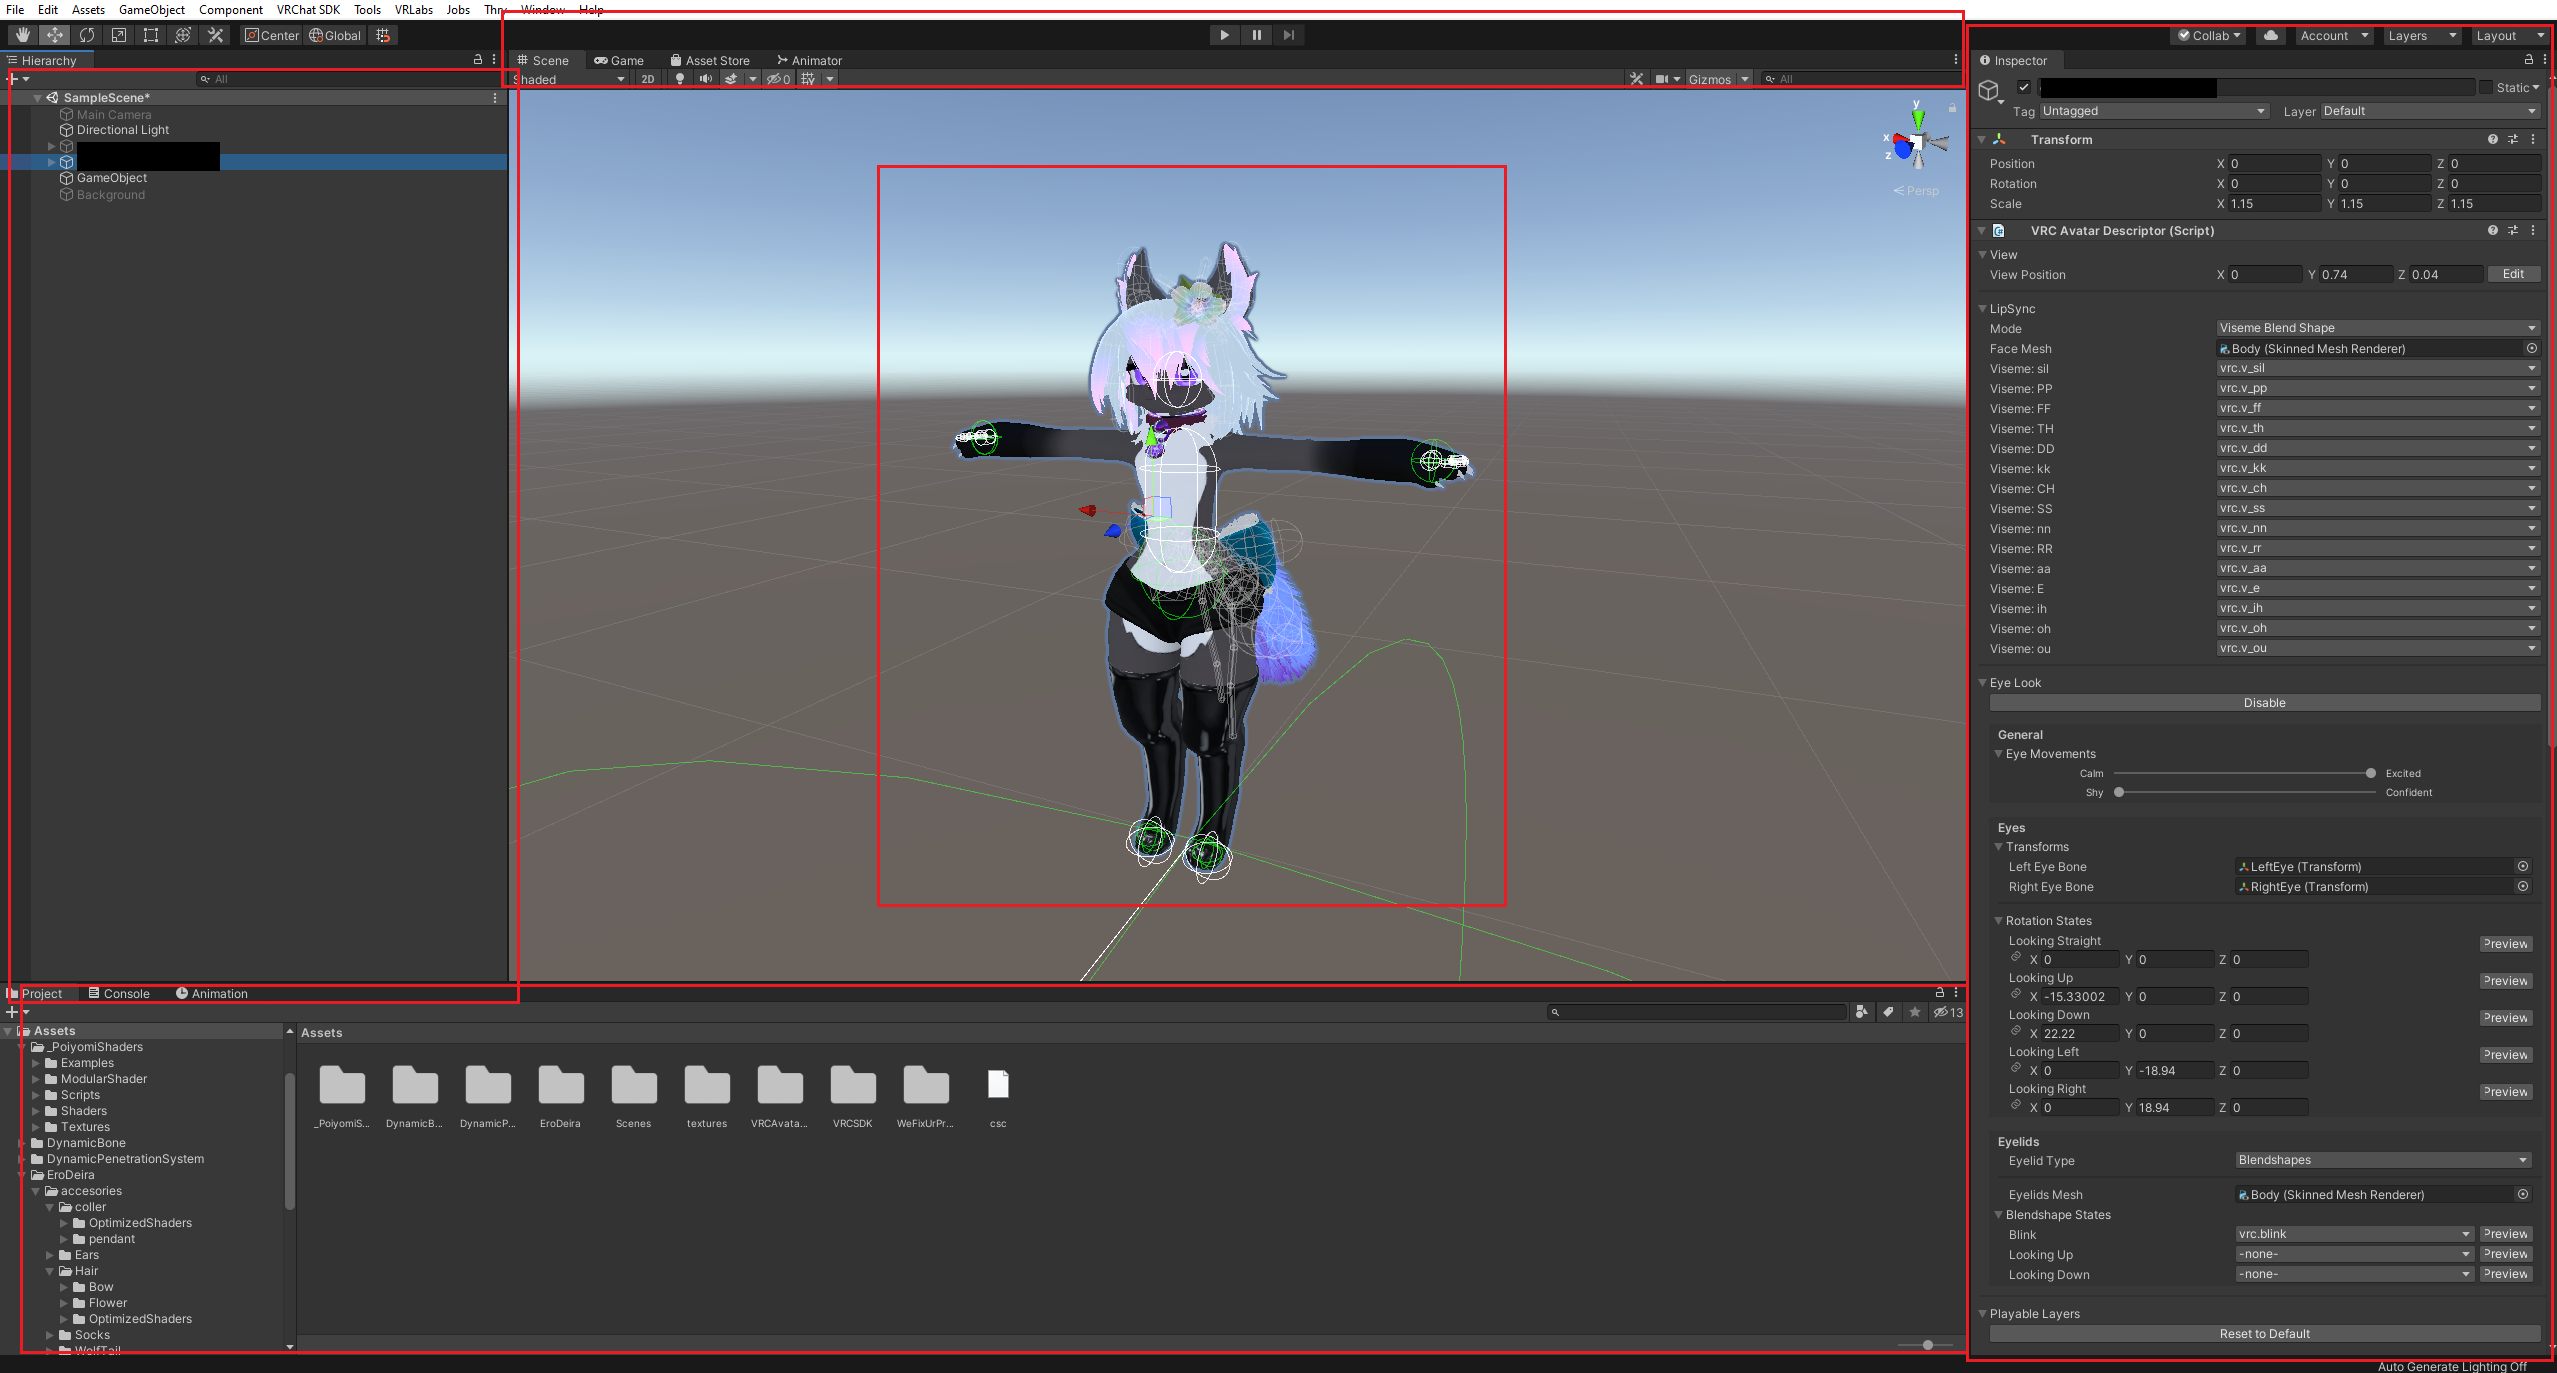 File Edit Assets GameObject Component VRChat SDK Tools VRLabs Jobs Thry Window Help
Center Global
Collab Account Layers Layout
Hierarchy
All
SampleScene*
Main Camera
Directional Light
GameObject
Background
Scene Game Asset Store Animator
Shaded 2D 0 Gizmos All
y
x
z
Persp
Inspector
Static
Tag Untagged Layer Default
Transform
Position X 0 Y 0 Z 0
Rotation X 0 Y 0 Z 0
Scale X 1.15 Y 1.15 Z 1.15
VRC Avatar Descriptor (Script)
View
View Position X 0 Y 0.74 Z 0.04 Edit
LipSync
Mode Viseme Blend Shape
Face Mesh Body (Skinned Mesh Renderer)
Viseme: sil vrc.v_sil
Viseme: PP vrc.v_pp
Viseme: FF vrc.v_ff
Viseme: TH vrc.v_th
Viseme: DD vrc.v_dd
Viseme: kk vrc.v_kk
Viseme: CH vrc.v_ch
Viseme: SS vrc.v_ss
Viseme: nn vrc.v_nn
Viseme: RR vrc.v_rr
Viseme: aa vrc.v_aa
Viseme: E vrc.v_e
Viseme: ih vrc.v_ih
Viseme: oh vrc.v_oh
Viseme: ou vrc.v_ou
Eye Look
Disable
General
Eye Movements
Calm Excited
Shy Confident
Eyes
Transforms
Left Eye Bone LeftEye (Transform)
Right Eye Bone RightEye (Transform)
Rotation States
Looking Straight Preview
X 0 Y 0 Z 0
Looking Up Preview
X -15.33002 Y 0 Z 0
Looking Down Preview
X 22.22 Y 0 Z 0
Looking Left Preview
X 0 Y -18.94 Z 0
Looking Right Preview
X 0 Y 18.94 Z 0
Eyelids
Eyelid Type Blendshapes
Eyelids Mesh Body (Skinned Mesh Renderer)
Blendshape States
Blink vrc.blink Preview
Looking Up -none- Preview
Looking Down -none- Preview
Playable Layers
Reset to Default
Project Console Animation
13
Assets
_PoiyomiShaders
Examples
ModularShader
Scripts
Shaders
Textures
DynamicBone
DynamicPenetrationSystem
EroDeira
accesories
coller
OptimizedShaders
pendant
Ears
Hair
Bow
Flower
OptimizedShaders
Socks
WolfTail
Assets
_PoiyomiS... DynamicB... DynamicP... EroDeira Scenes textures VRCAvata... VRCSDK WeFixUrPr... csc
Auto Generate Lighting Off